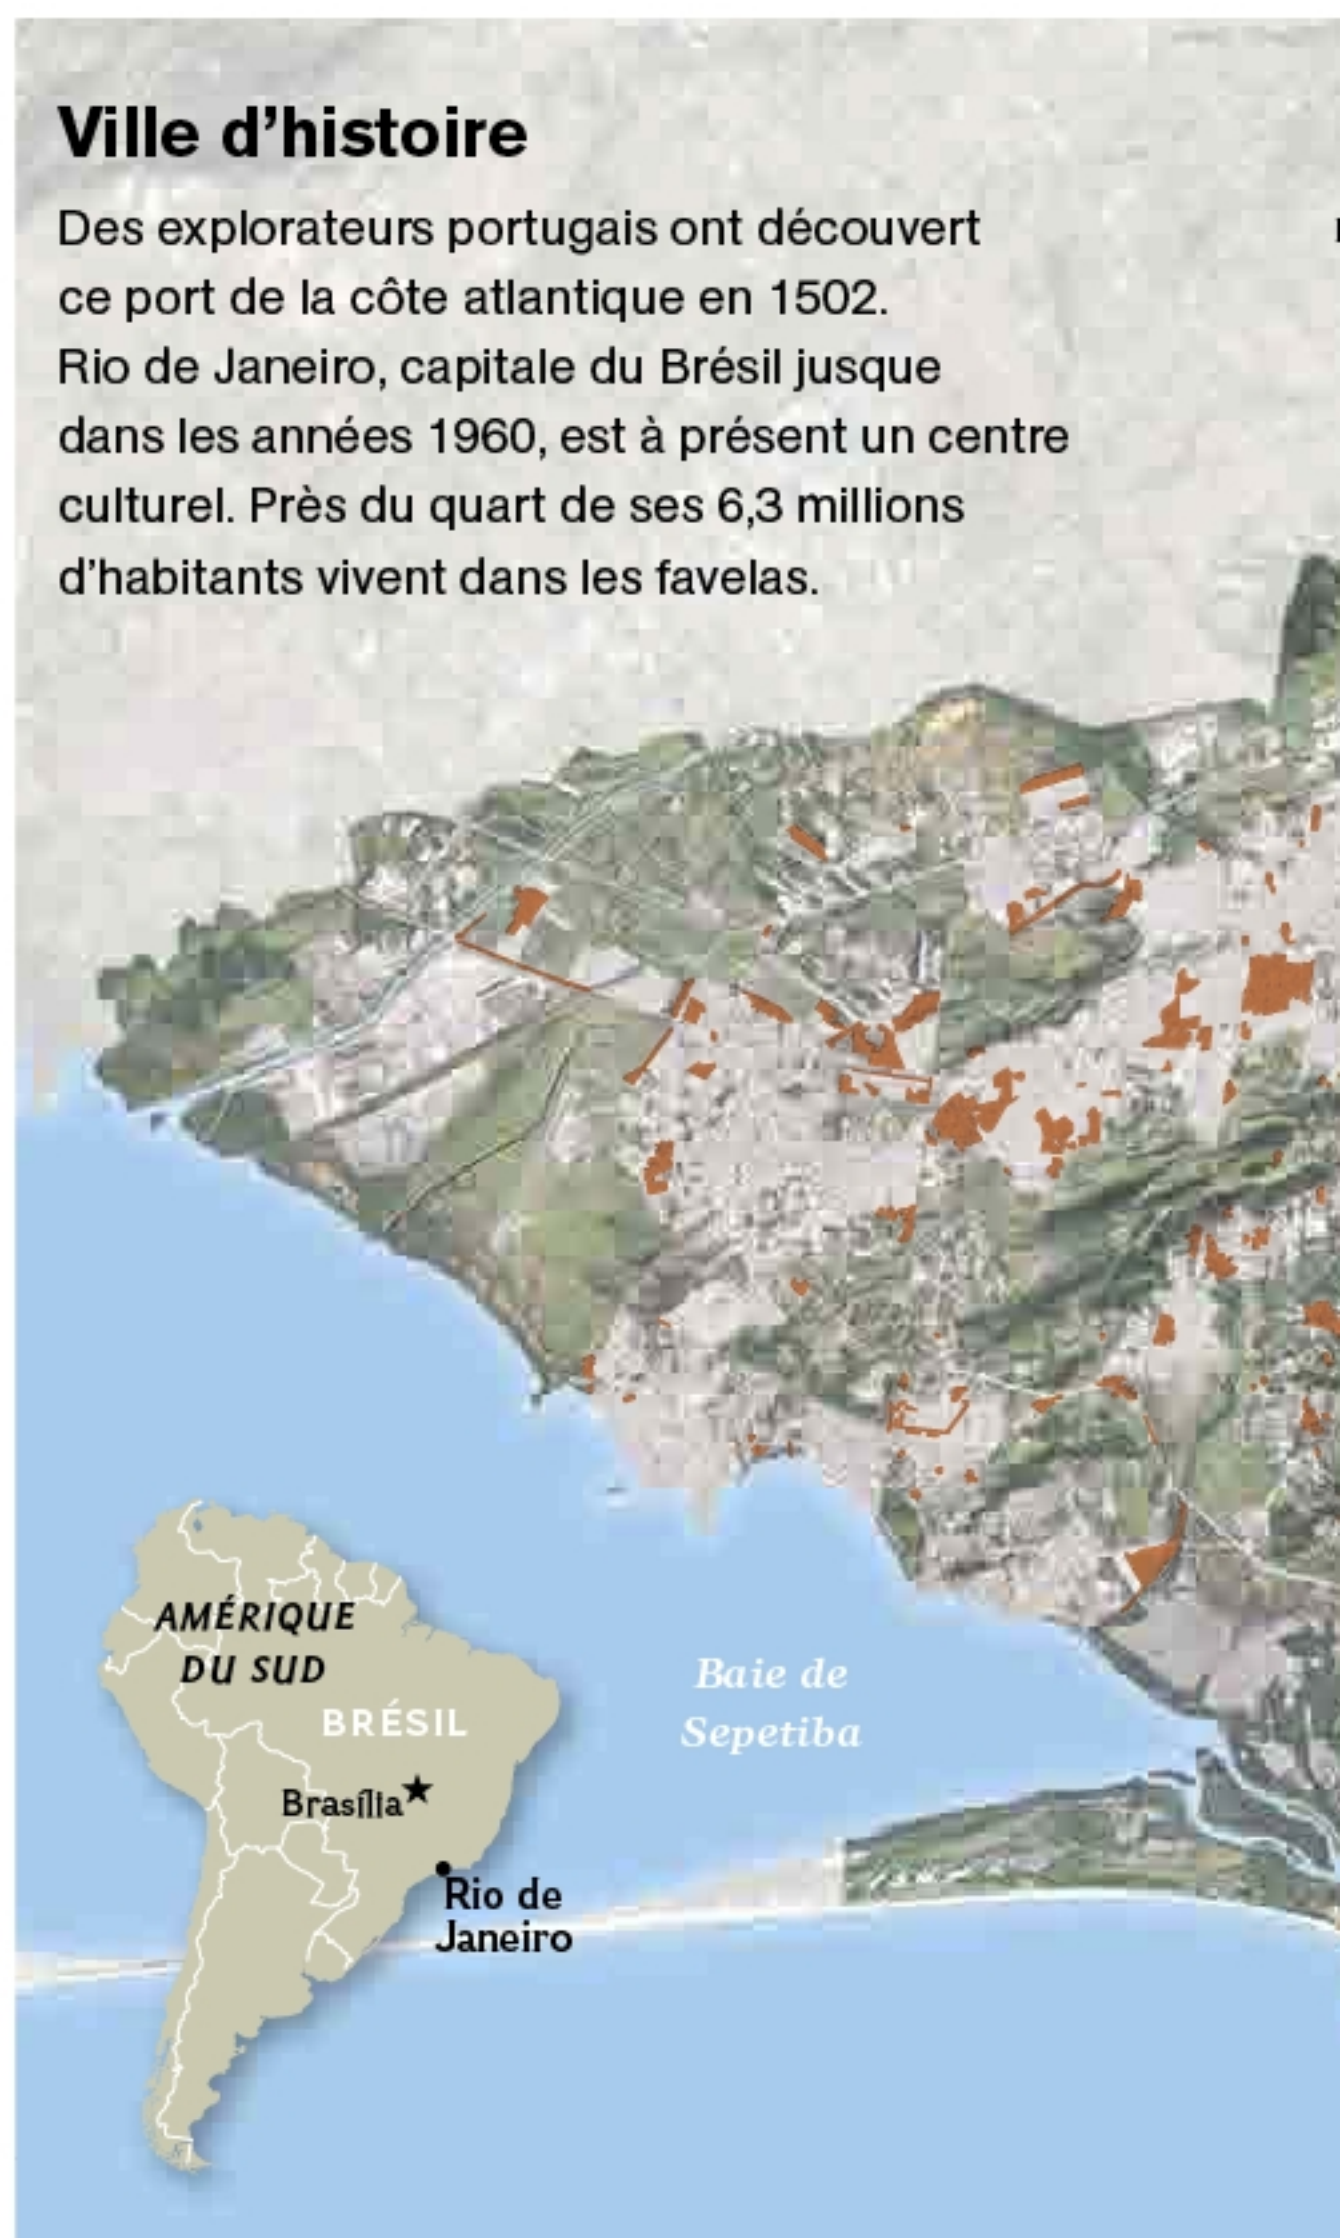 Ville d’histoire
Des explorateurs portugais ont découvert
ce port de la côte atlantique en 1502.
Rio de Janeiro, capitale du Brésil jusque
dans les années 1960, est à présent un centre
culturel. Près du quart de ses 6,3 millions
d’habitants vivent dans les favelas.
AMÉRIQUE
DU SUD
BRÉSIL
Brasília
Rio de
Janeiro
Baie de
Sepetiba